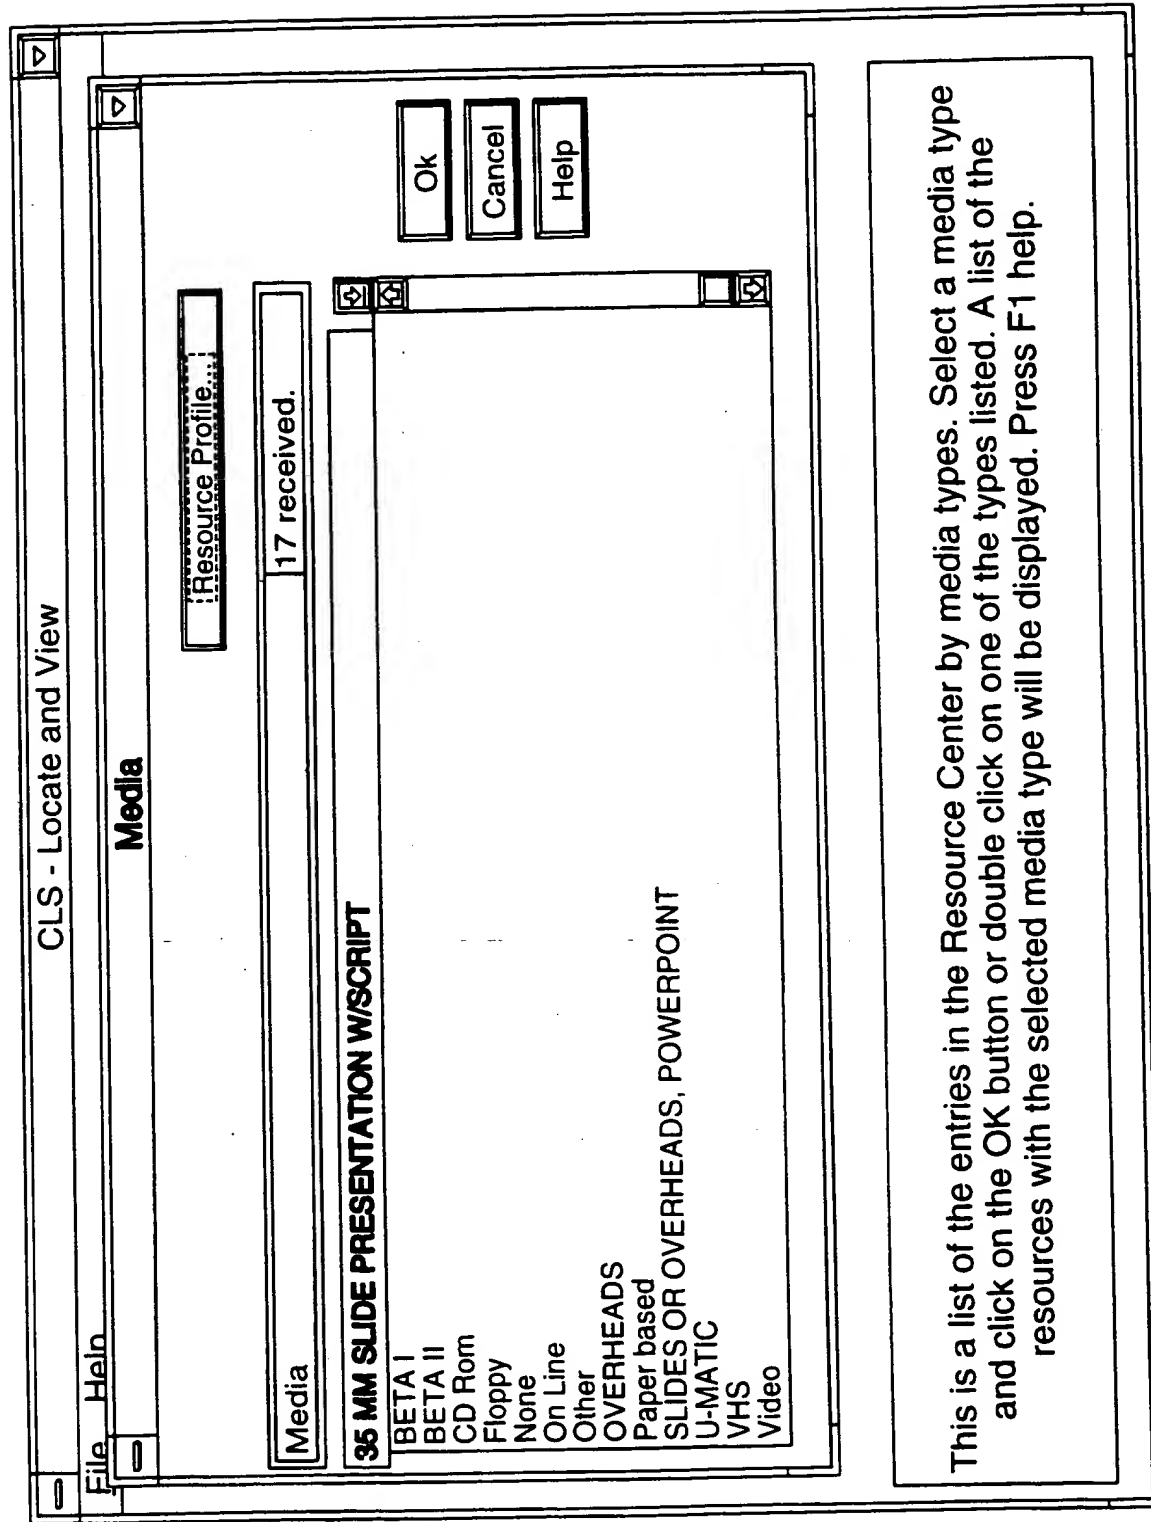 CLS - Locate and View
File Help
Media
Resource Profile...
Media 17 received.
35 MM SLIDE PRESENTATION W/SCRIPT
BETA I
BETA II
CD Rom
Floppy
None
On Line
Other
OVERHEADS
Paper based
SLIDES OR OVERHEADS, POWERPOINT
U-MATIC
VHS
Video
Ok
Cancel
Help
This is a list of the entries in the Resource Center by media types. Select a media type
and click on the OK button or double click on one of the types listed. A list of the
resources with the selected media type will be displayed. Press F1 help.